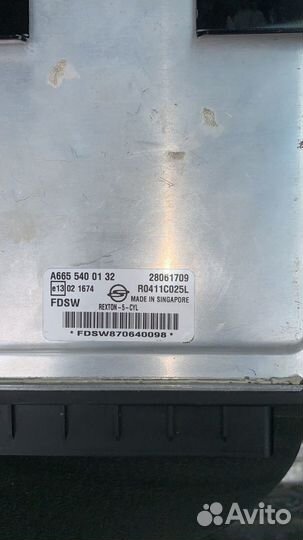 A665 540 01 32 28061709
e13 02 1674 R0411C025L
FDSW MADE IN SINGAPORE
REXTON-5-CYL
* FDSW870640098 *
Avito